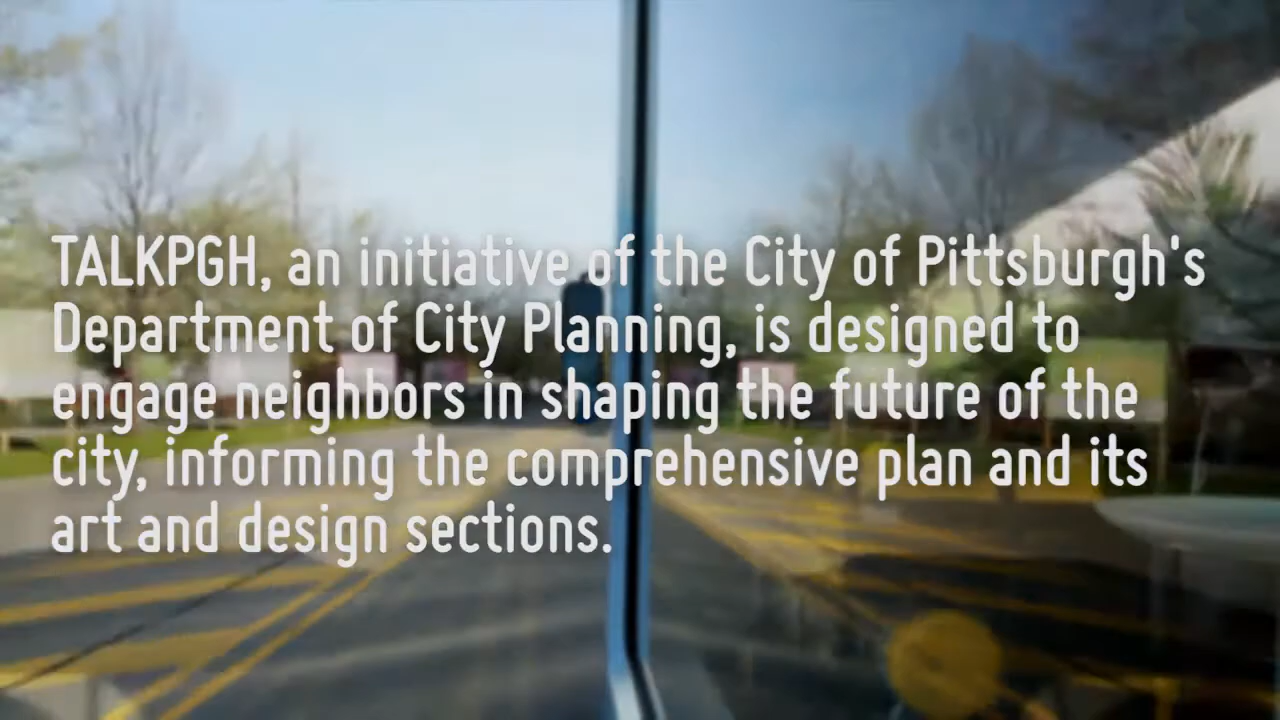 TALKPGH, an initiative of the City of Pittsburgh's
Department of City Planning, is designed to
engage neighbors in shaping the future of the
city, informing the comprehensive plan and its
art and design sections.